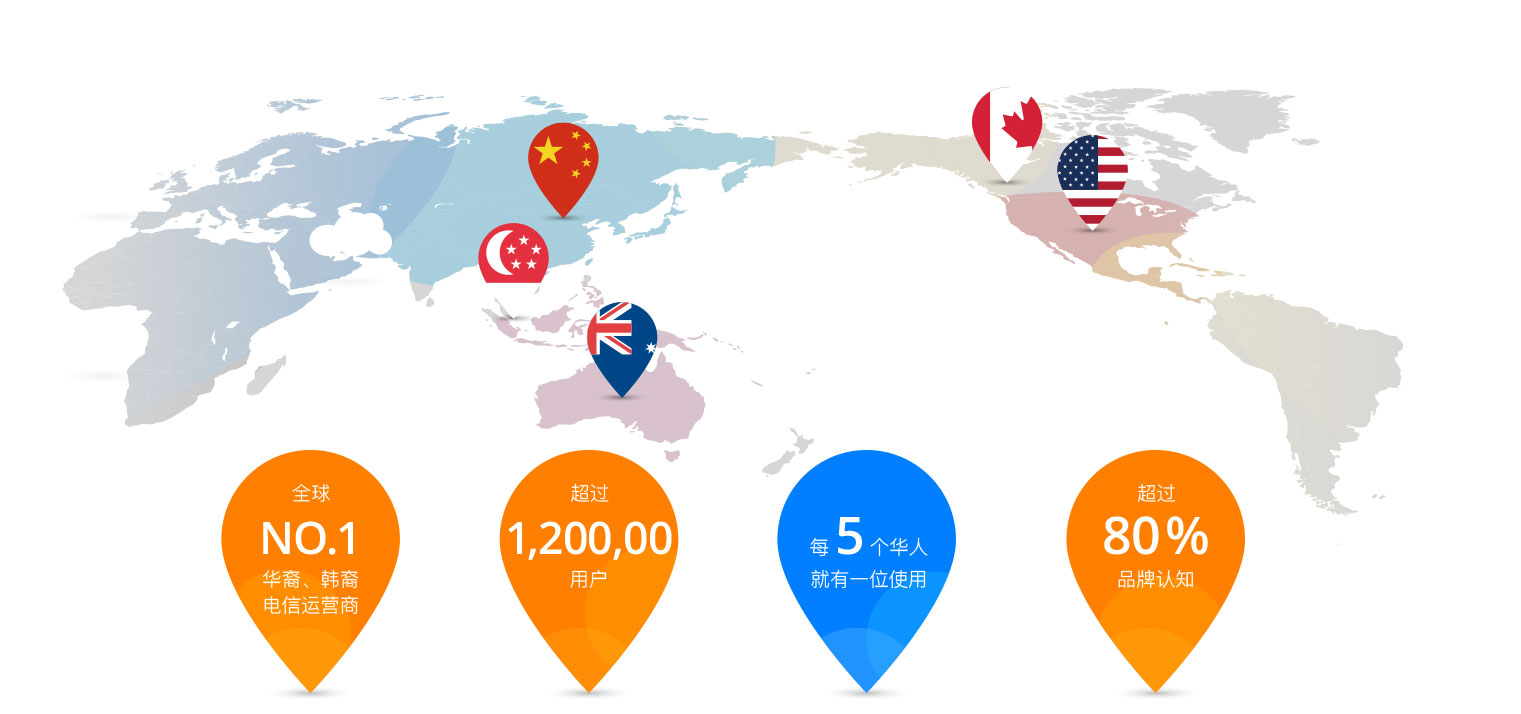 全球
NO.1
华裔、韩裔
电信运营商
超过
1,200,00
用户
每 5 个华人
就有一位使用
超过
80%
品牌认知